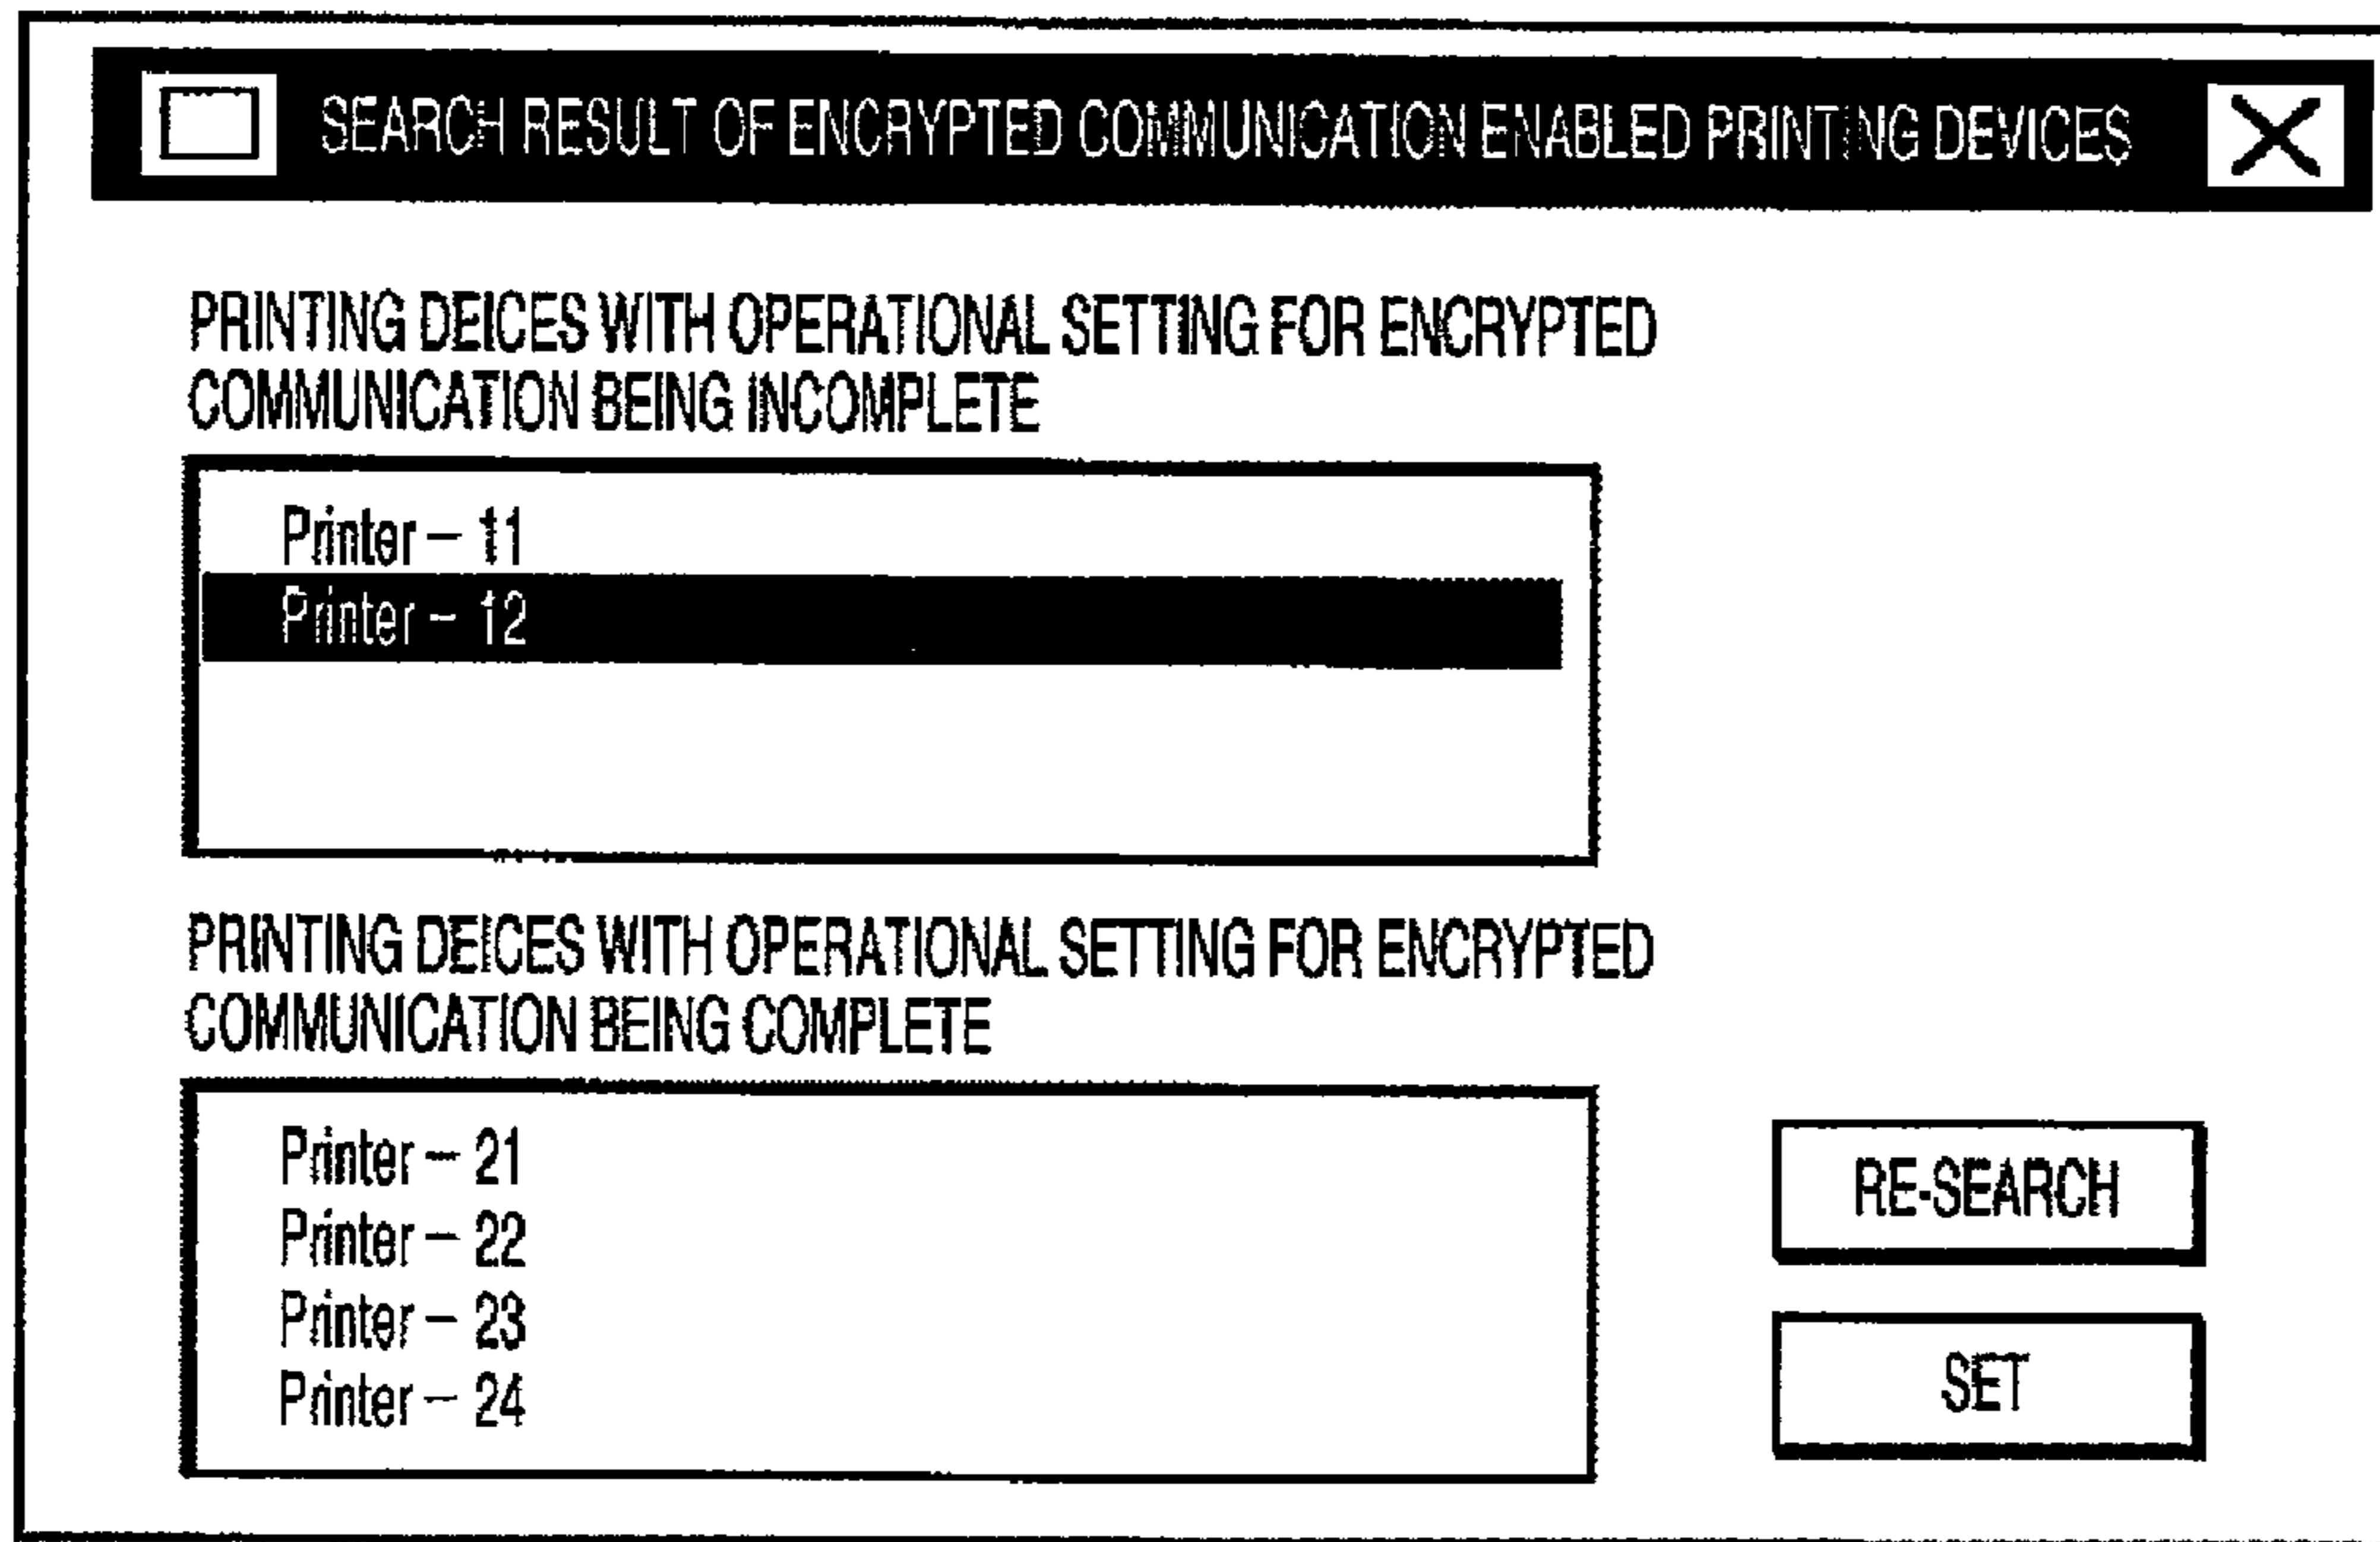 SEARCH RESULT OF ENCRYPTED COMMUNICATION ENABLED PRINTING DEVICES
PRINTING DEICES WITH OPERATIONAL SETTING FOR ENCRYPTED
COMMUNICATION BEING INCOMPLETE
Printer – 11
Printer – 12
PRINTING DEICES WITH OPERATIONAL SETTING FOR ENCRYPTED
COMMUNICATION BEING COMPLETE
Printer – 21
Printer – 22
Printer – 23
Printer – 24
RE-SEARCH
SET